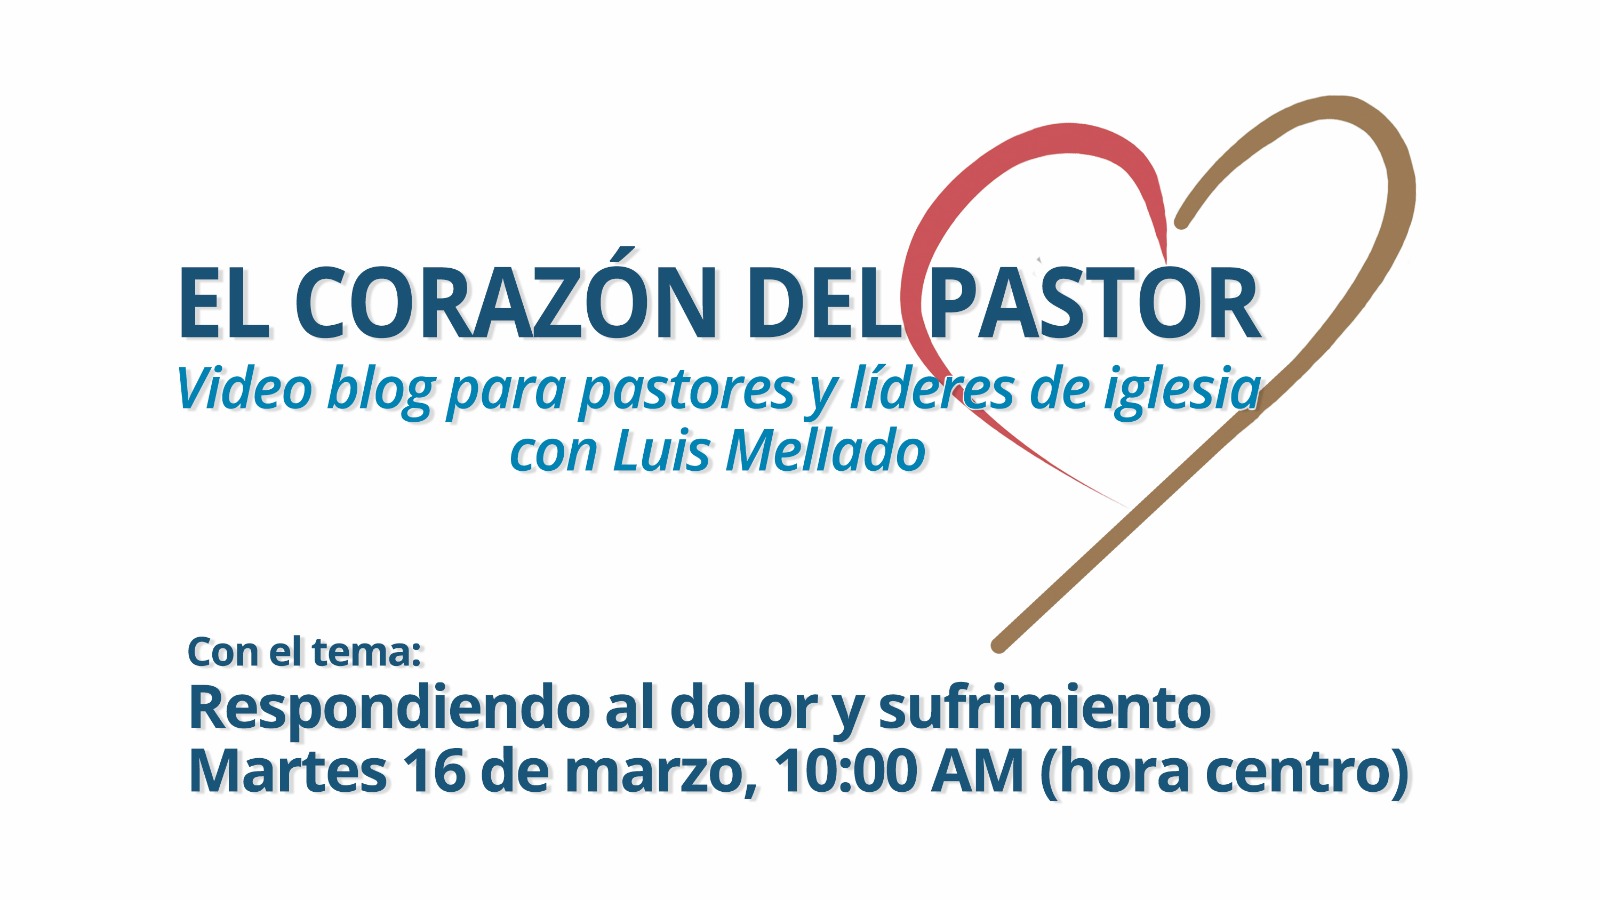 EL CORAZÓN DEL PASTOR
Video blog para pastores y líderes de iglesia
con Luis Mellado
Con el tema:
Respondiendo al dolor y sufrimiento
Martes 16 de marzo, 10:00 AM (hora centro)